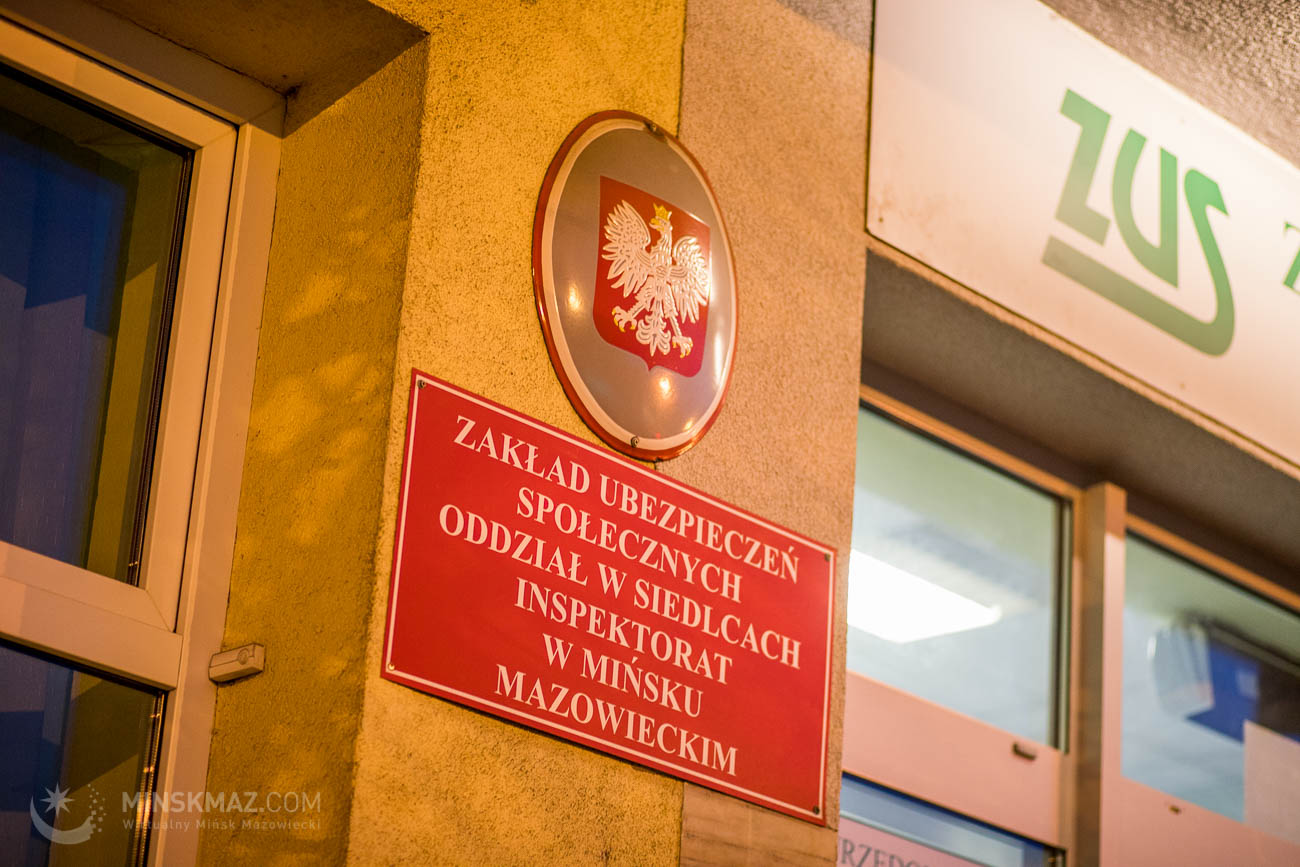 ZUS
ZAKŁAD UBEZPIECZEŃ
SPOŁECZNYCH
ODDZIAŁ W SIEDLCACH
INSPEKTORAT
W MIŃSKU
MAZOWIECKIM
MINSKMAZ.COM
Wirtualny Mińsk Mazowiecki